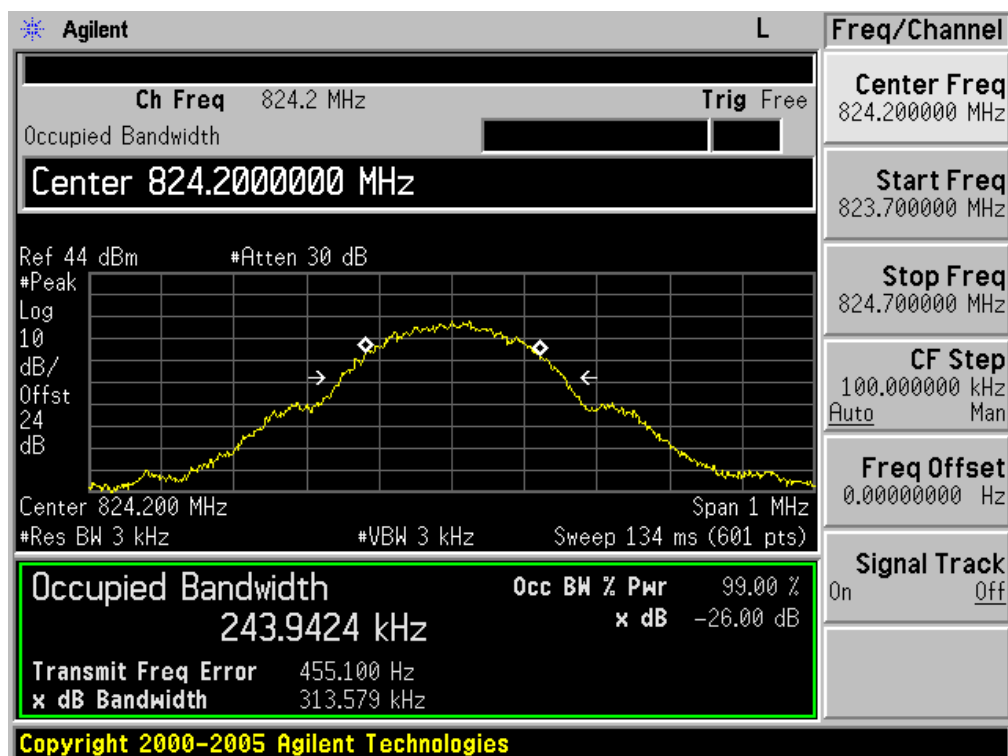 Agilent L Freq/Channel
Ch Freq 824.2 MHz Trig Free
Occupied Bandwidth
Center 824.2000000 MHz
Ref 44 dBm #Atten 30 dB
#Peak
Log
10
dB/
Offst
24
dB
Center 824.200 MHz Span 1 MHz
#Res BW 3 kHz #VBW 3 kHz Sweep 134 ms (601 pts)
Occupied Bandwidth Occ BW % Pwr 99.00 %
243.9424 kHz x dB -26.00 dB
Transmit Freq Error 455.100 Hz
x dB Bandwidth 313.579 kHz
Copyright 2000-2005 Agilent Technologies
Center Freq
824.200000 MHz
Start Freq
823.700000 MHz
Stop Freq
824.700000 MHz
CF Step
100.000000 kHz
Auto Man
Freq Offset
0.00000000 Hz
Signal Track
On Off